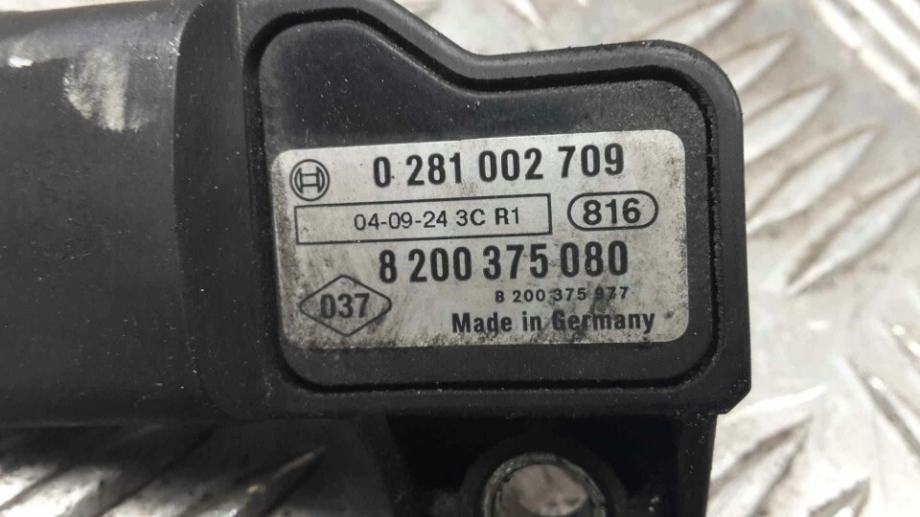 0 281 002 709
04-09-24 3C R1 816
8 200 375 080
037 8 200 375 977
Made in Germany